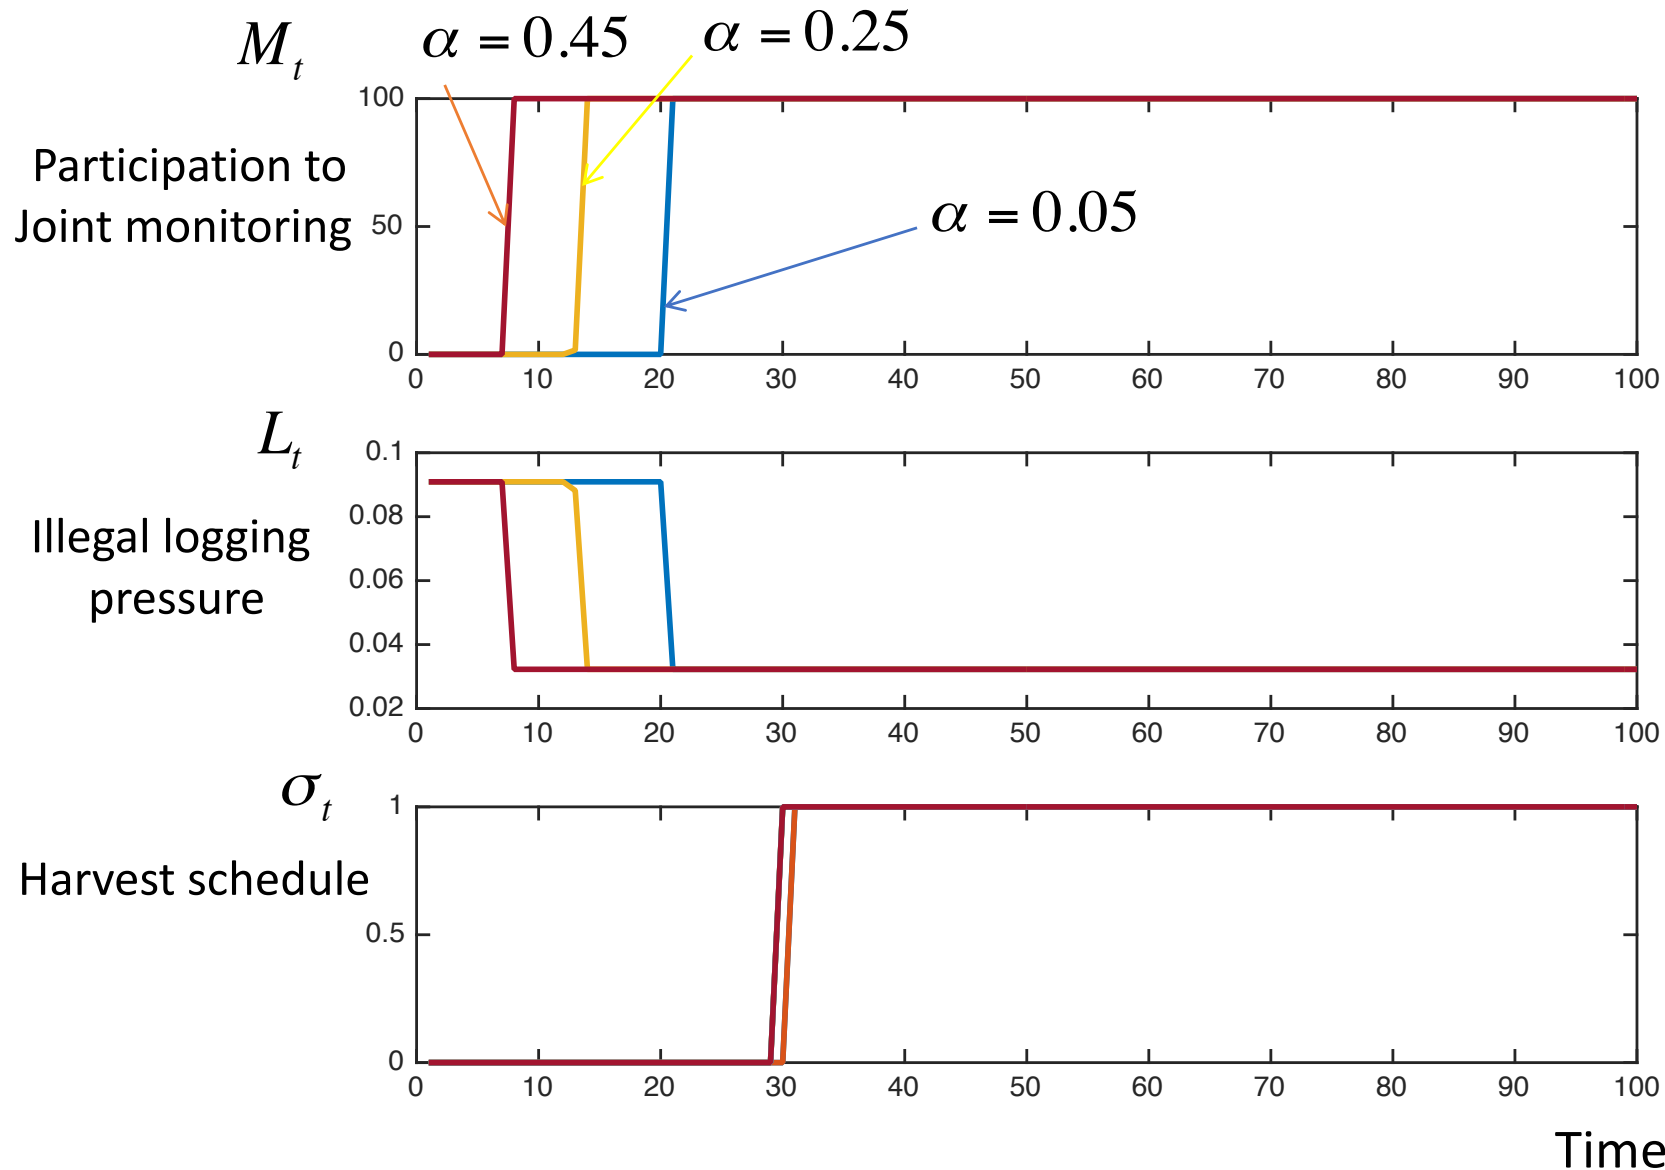 M_t
α = 0.45
α = 0.25
100
Participation to
Joint monitoring
50
α = 0.05
0
0 10 20 30 40 50 60 70 80 90 100
L_t
0.1
0.08
Illegal logging
pressure
0.06
0.04
0.02
0 10 20 30 40 50 60 70 80 90 100
σ_t
1
Harvest schedule
0.5
0
0 10 20 30 40 50 60 70 80 90 100
Time